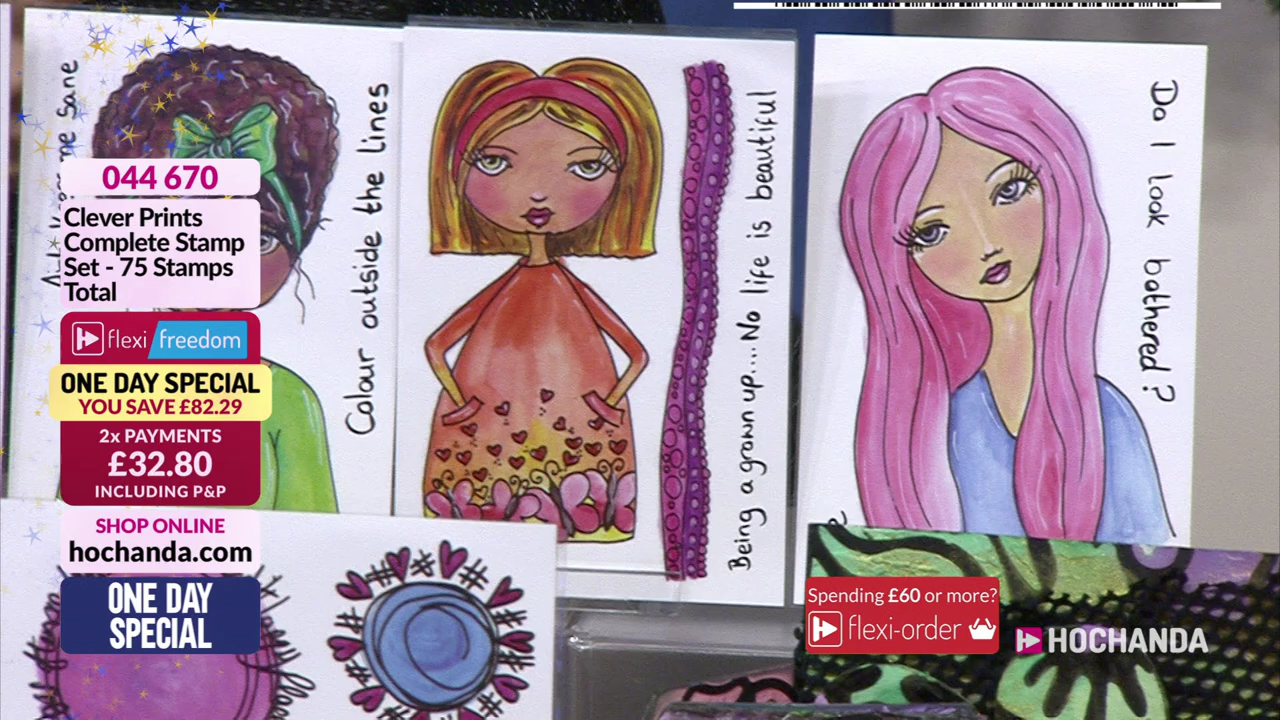 044 670
Clever Prints
Complete Stamp
Set - 75 Stamps
Total
flexi freedom
ONE DAY SPECIAL
YOU SAVE £82.29
2x PAYMENTS
£32.80
INCLUDING P&P
SHOP ONLINE
hochanda.com
ONE DAY
SPECIAL
me sane
Colour outside the Lines
Being a grown up.... No life is beautiful
Do I look bothered?
Spending £60 or more?
flexi-order
HOCHANDA